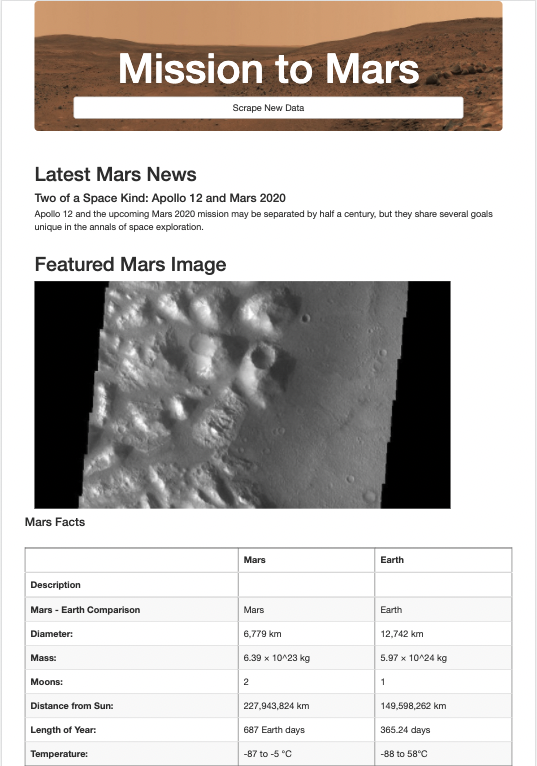 Mission to Mars
Scrape New Data
Latest Mars News
Two of a Space Kind: Apollo 12 and Mars 2020
Apollo 12 and the upcoming Mars 2020 mission may be separated by half a century, but they share several goals
unique in the annals of space exploration.
Featured Mars Image
Mars Facts
Mars Earth
Description
Mars - Earth Comparison Mars Earth
Diameter: 6,779 km 12,742 km
Mass: 6.39 × 10^23 kg 5.97 × 10^24 kg
Moons: 2 1
Distance from Sun: 227,943,824 km 149,598,262 km
Length of Year: 687 Earth days 365.24 days
Temperature: -87 to -5 °C -88 to 58°C